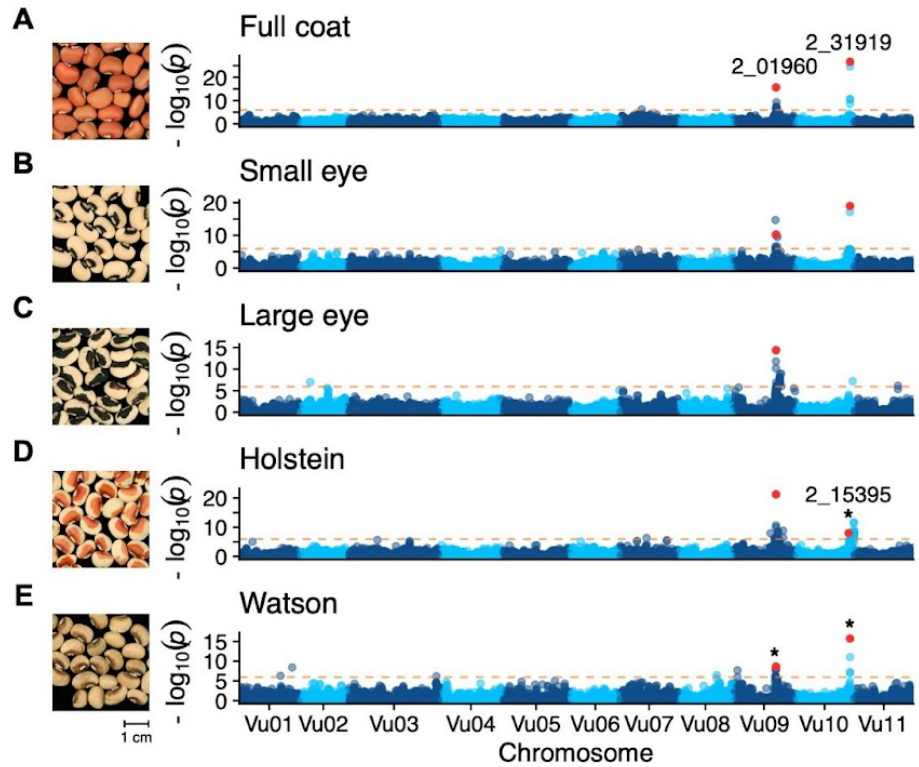 A
Full coat
2_31919
2_01960
- log10(p)
20
10
0
B
Small eye
- log10(p)
20
10
0
C
Large eye
- log10(p)
15
10
5
0
D
Holstein
2_15395
*
- log10(p)
20
10
0
E
Watson
*
*
- log10(p)
15
10
5
0
1 cm
Vu01 Vu02 Vu03 Vu04 Vu05 Vu06 Vu07 Vu08 Vu09 Vu10 Vu11
Chromosome